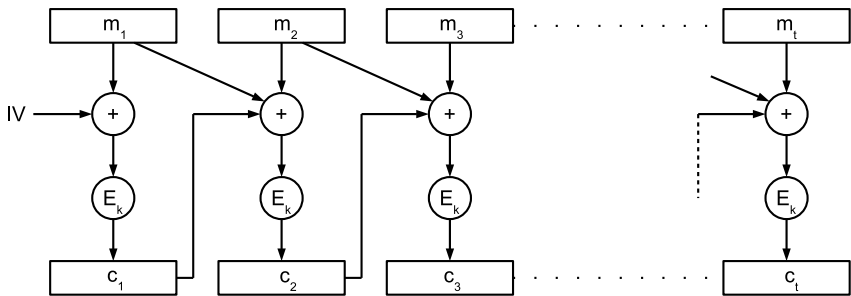 m₁ m₂ m₃ mₜ
IV + + + +
Eₖ Eₖ Eₖ Eₖ
c₁ c₂ c₃ cₜ